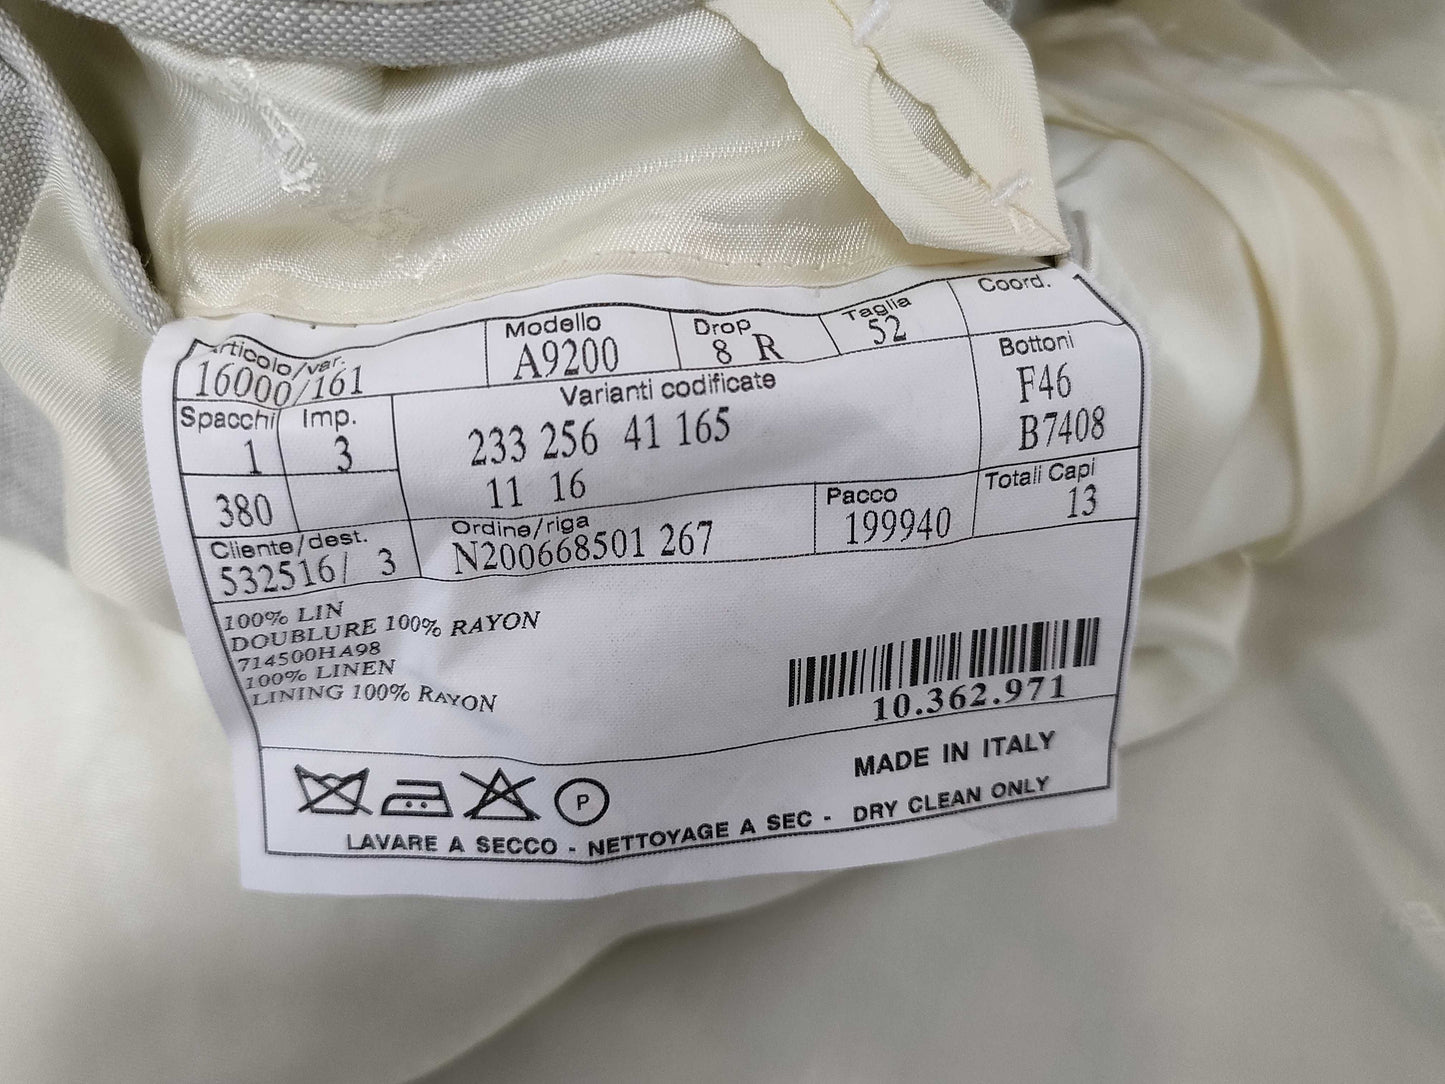 Articolo/var. Modello Drop Taglia Coord.
16000/161 A9200 8 R 52
Spacchi Imp. Varianti codificate Bottoni
1 3 233 256 41 165 F46
B7408
380 11 16
Cliente/dest. Ordine/riga Pacco Totali Capi
532516/ 3 N200668501 267 199940 13
100% LIN
DOUBLURE 100% RAYON
714500HA98
100% LINEN
LINING 100% RAYON
10.362.971
MADE IN ITALY
P
LAVARE A SECCO - NETTOYAGE A SEC - DRY CLEAN ONLY